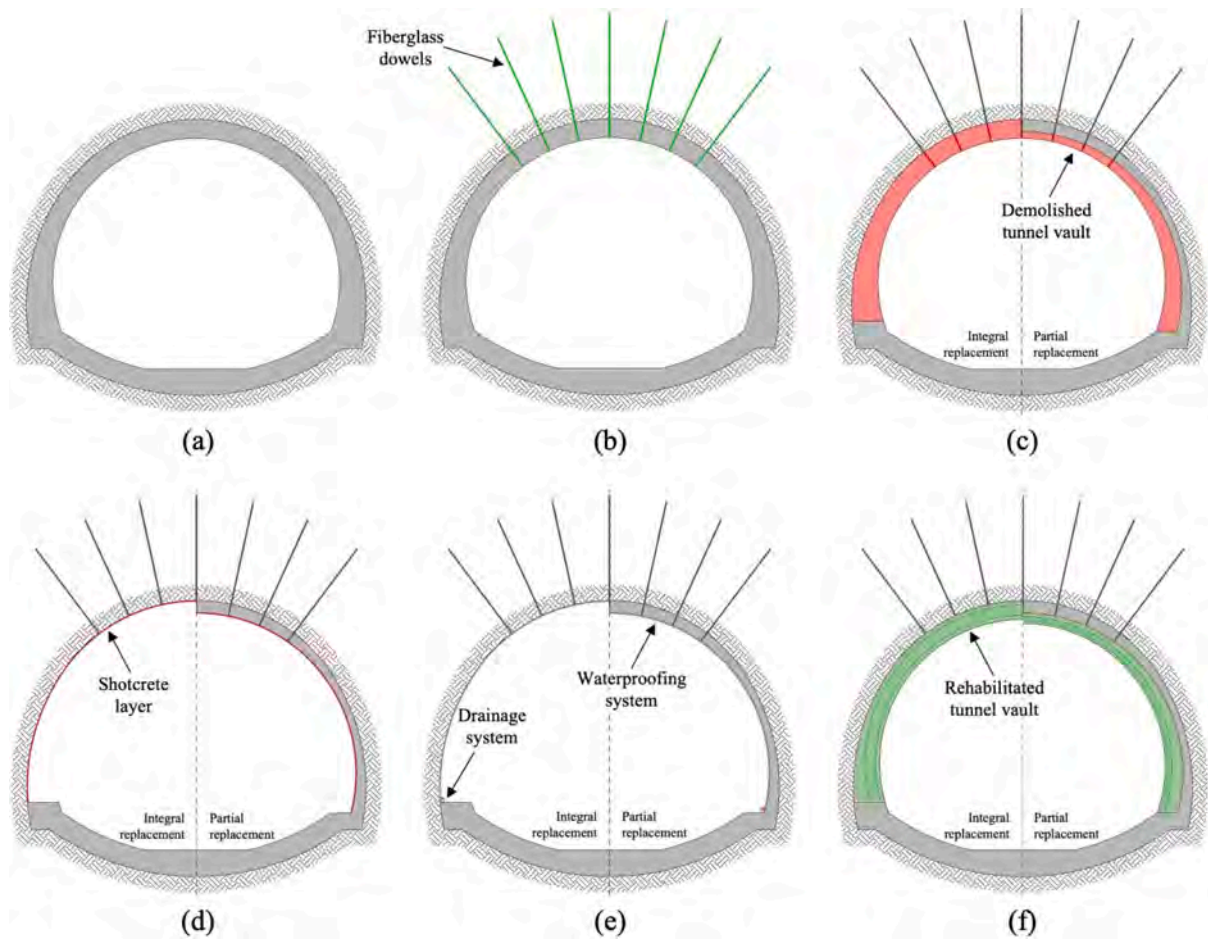 Fiberglass
dowels
Demolished
tunnel vault
Integral
replacement
Partial
replacement
(a)
(b)
(c)
Shotcrete
layer
Integral
replacement
Partial
replacement
Waterproofing
system
Drainage
system
Integral
replacement
Partial
replacement
Rehabilitated
tunnel vault
Integral
replacement
Partial
replacement
(d)
(e)
(f)